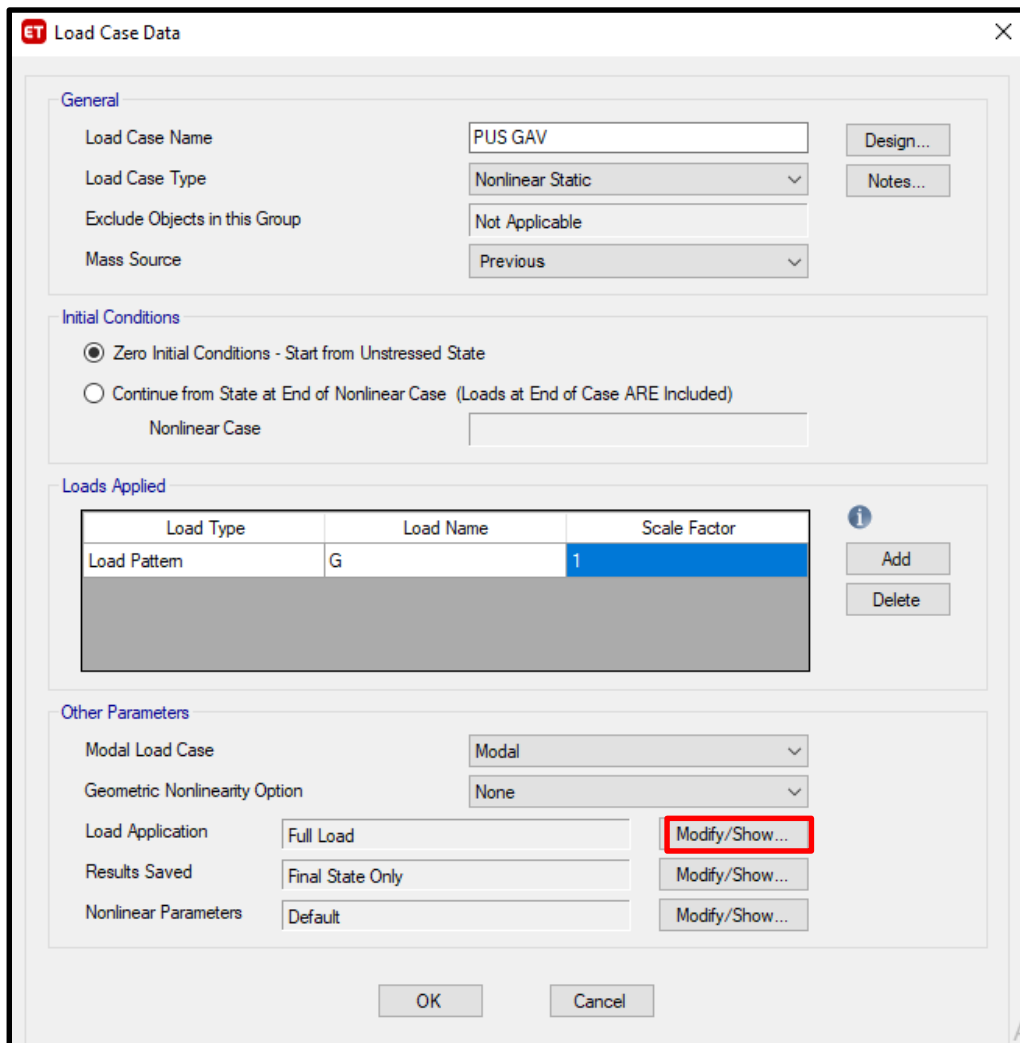 ET Load Case Data
General
Load Case Name PUS GAV Design...
Load Case Type Nonlinear Static Notes...
Exclude Objects in this Group Not Applicable
Mass Source Previous
Initial Conditions
Zero Initial Conditions - Start from Unstressed State
Continue from State at End of Nonlinear Case (Loads at End of Case ARE Included)
Nonlinear Case
Loads Applied
Load Type Load Name Scale Factor i
Load Pattern G 1 Add
Delete
Other Parameters
Modal Load Case Modal
Geometric Nonlinearity Option None
Load Application Full Load Modify/Show...
Results Saved Final State Only Modify/Show...
Nonlinear Parameters Default Modify/Show...
OK Cancel